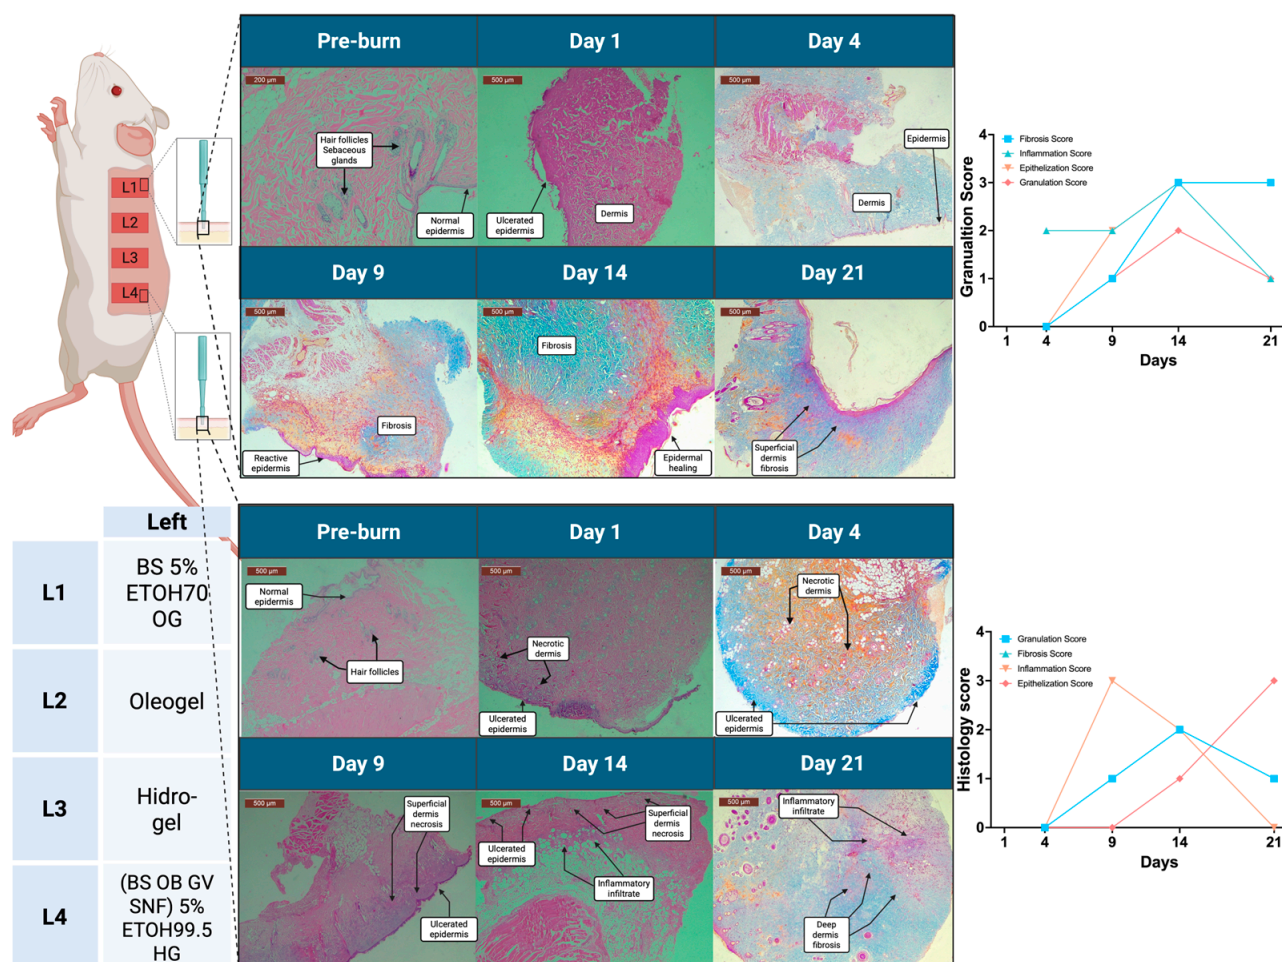 Pre-burn
Day 1
Day 4
200 µm
Hair follicles
Sebaceous
glands
Normal
epidermis
500 µm
Ulcerated
epidermis
Dermis
500 µm
Epidermis
Dermis
L1
L2
L3
L4
Day 9
Day 14
Day 21
500 µm
Fibrosis
Reactive
epidermis
500 µm
Fibrosis
Epidermal
healing
500 µm
Superficial
dermis
fibrosis
Granualtion Score
4
3
2
1
0
Fibrosis Score
Inflammation Score
Epithelization Score
Granulation Score
1
4
9
14
21
Days
Left
L1
BS 5%
ETOH70
OG
L2
Oleogel
L3
Hidro-
gel
L4
(BS OB GV
SNF) 5%
ETOH99.5
HG
Pre-burn
Day 1
Day 4
500 µm
Normal
epidermis
Hair follicles
500 µm
Necrotic
dermis
Ulcerated
epidermis
500 µm
Necrotic
dermis
Ulcerated
epidermis
Day 9
Day 14
Day 21
500 µm
Superficial
dermis
necrosis
Ulcerated
epidermis
500 µm
Superficial
dermis
necrosis
Ulcerated
epidermis
Inflammatory
infiltrate
500 µm
Inflammatory
infiltrate
Deep
dermis
fibrosis
Histology score
4
3
2
1
0
Granulation Score
Fibrosis Score
Inflammation Score
Epithelization Score
1
4
9
14
21
Days